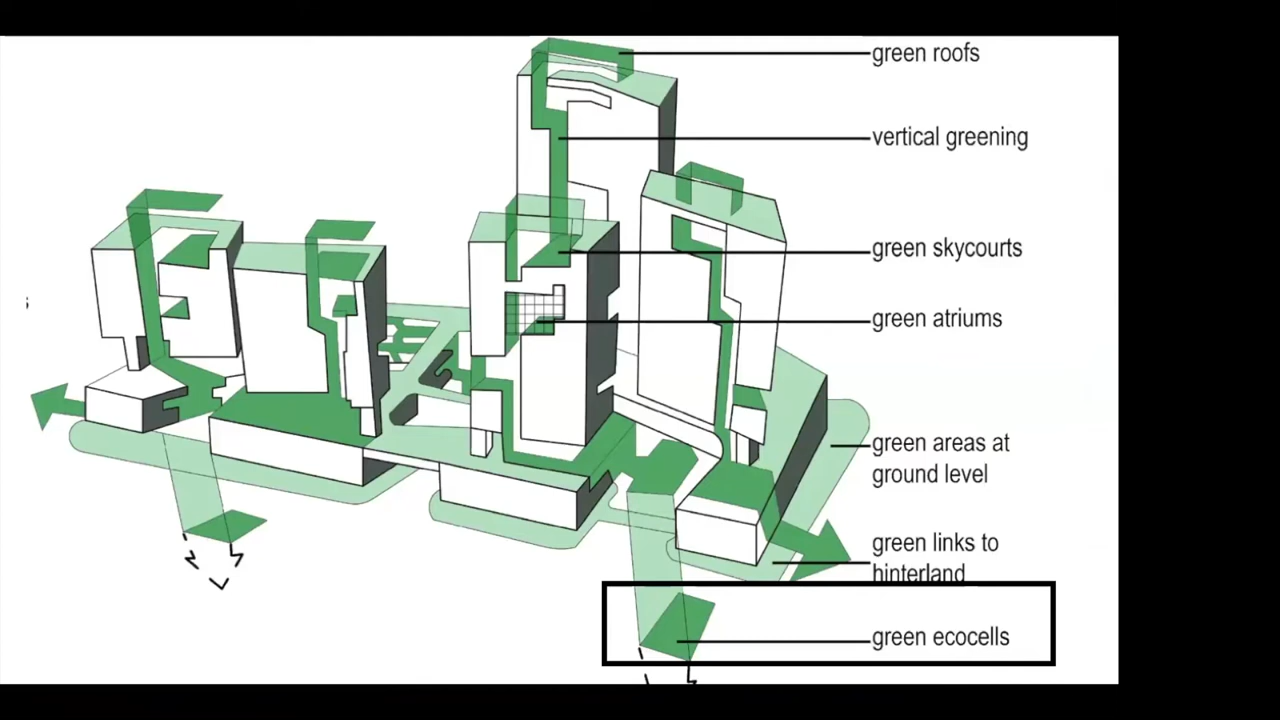 green roofs
vertical greening
green skycourts
green atriums
green areas at
ground level
green links to
hinterland
green ecocells